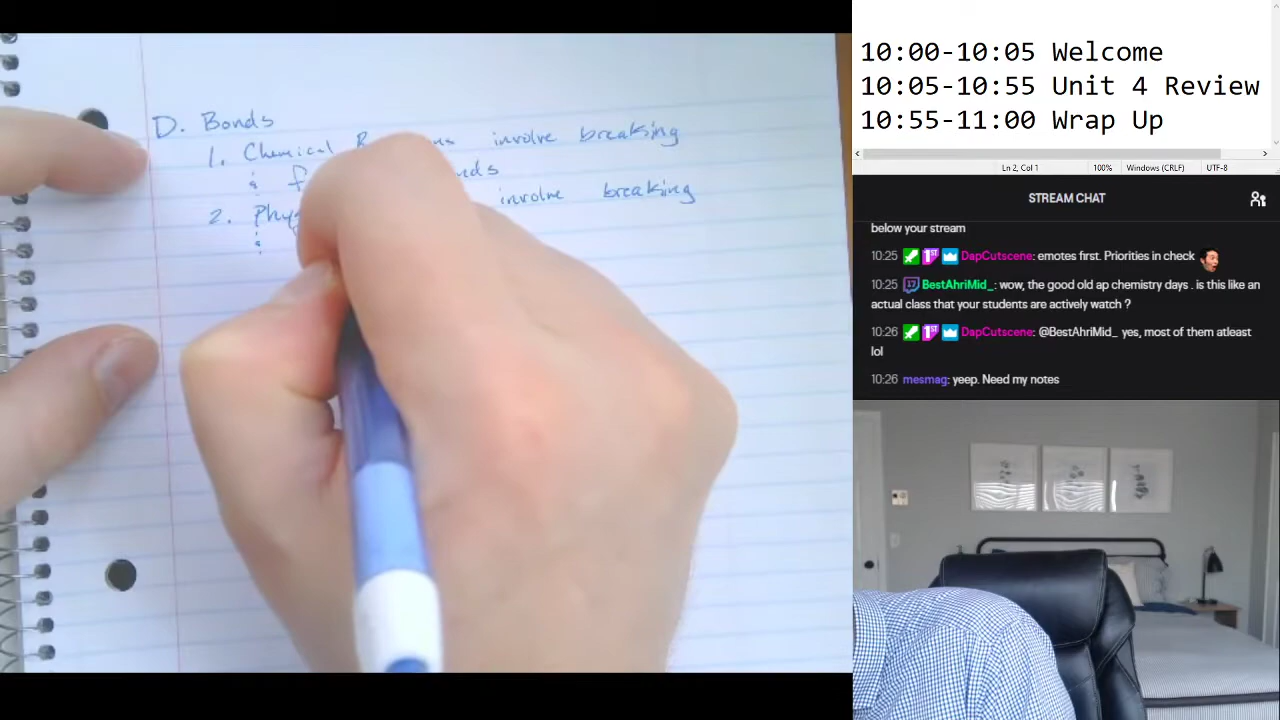 D. Bonds
1. Chemical involve breaking
&
2. involve breaking
&
10:00-10:05 Welcome
10:05-10:55 Unit 4 Review
10:55-11:00 Wrap Up
Ln 2, Col 1 100% Windows (CRLF) UTF-8
STREAM CHAT
below your stream
10:25 DapCutscene: emotes first. Priorities in check
10:25 BestAhriMid_: wow, the good old ap chemistry days . is this like an
actual class that your students are actively watch ?
10:26 DapCutscene: @BestAhriMid_ yes, most of them atleast
lol
10:26 mesmag: yeep. Need my notes